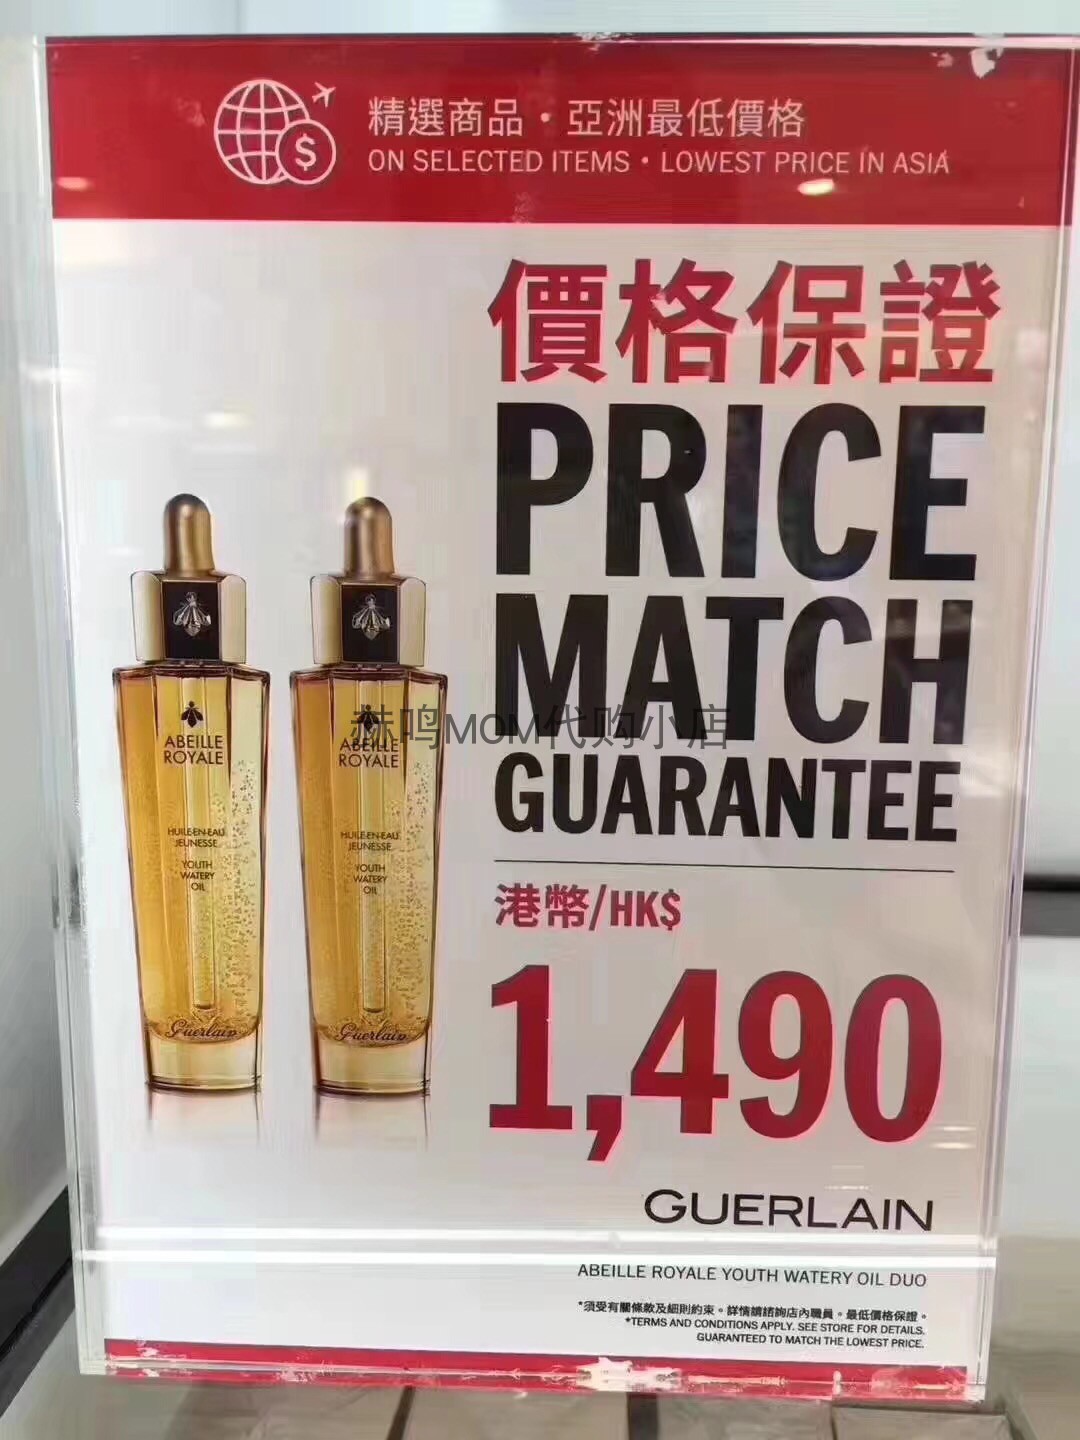 精選商品・亞洲最低價格
ON SELECTED ITEMS・LOWEST PRICE IN ASIA
$
價格保證
PRICE
MATCH
GUARANTEE
港幣/HK$
1,490
ABEILLE
ROYALE
HUILE-EN-EAU
JEUNESSE
YOUTH
WATERY
OIL
Guerlain
ABEILLE
ROYALE
HUILE-EN-EAU
JEUNESSE
YOUTH
WATERY
OIL
Guerlain
赫鸣MOM代购小店
GUERLAIN
ABEILLE ROYALE YOUTH WATERY OIL DUO
*須受有關條款及細則約束。詳情請諮詢店內職員。最低價格保證。
*TERMS AND CONDITIONS APPLY. SEE STORE FOR DETAILS.
GUARANTEED TO MATCH THE LOWEST PRICE.